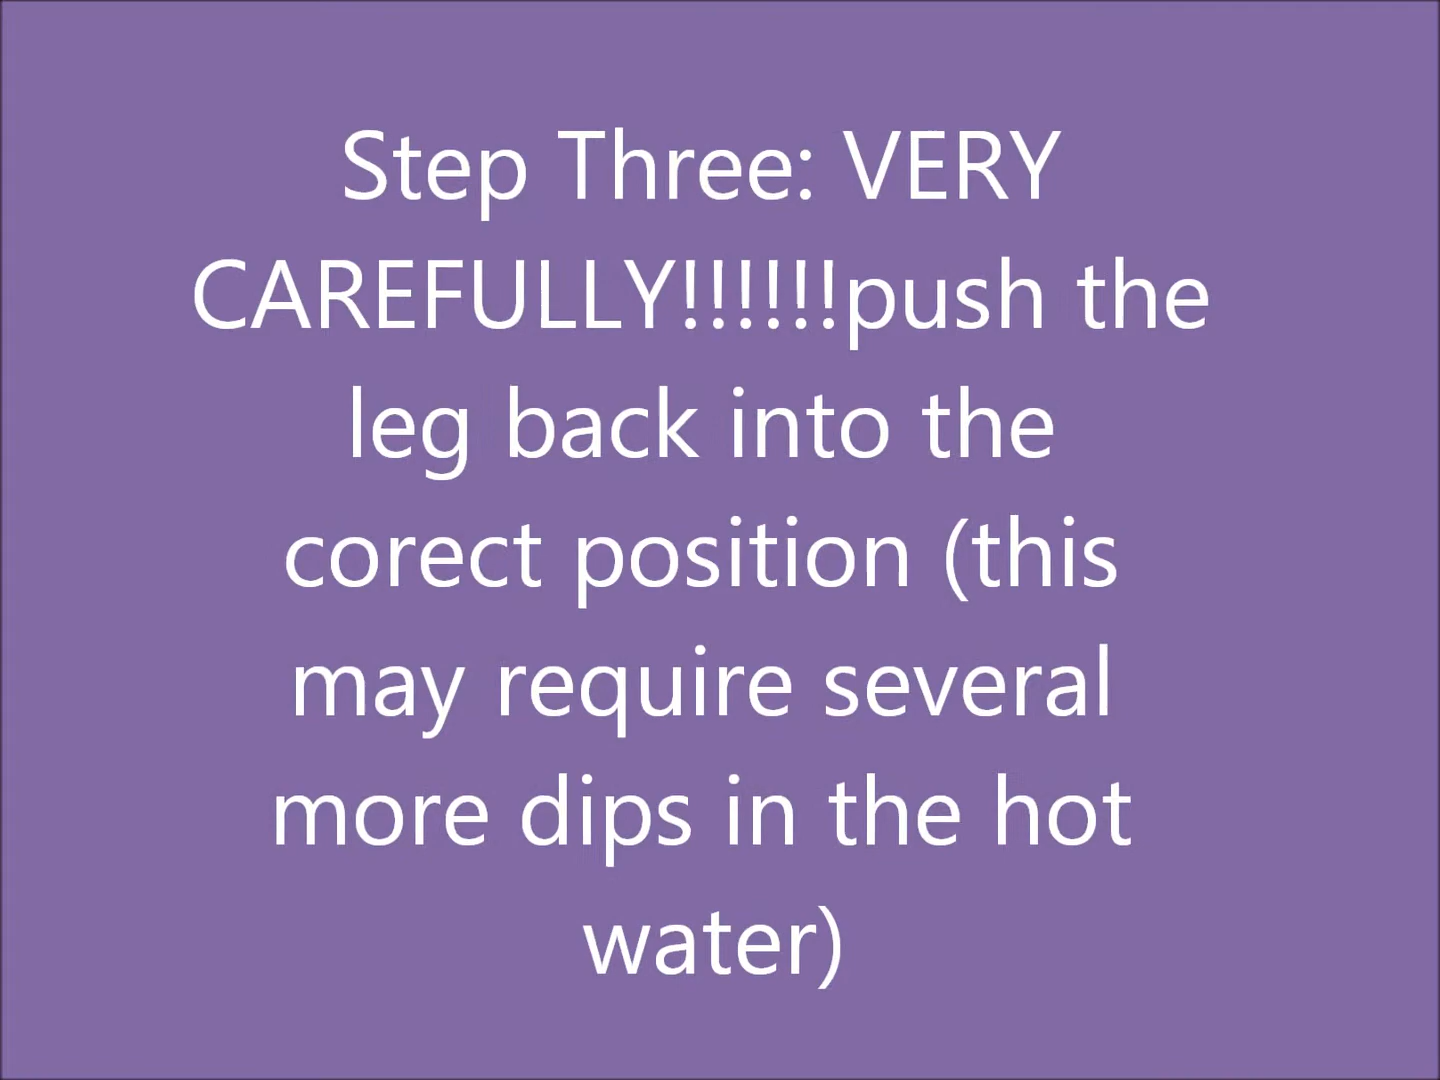 Step Three: VERY
CAREFULLY!!!!!!push the
leg back into the
corect position (this
may require several
more dips in the hot
water)